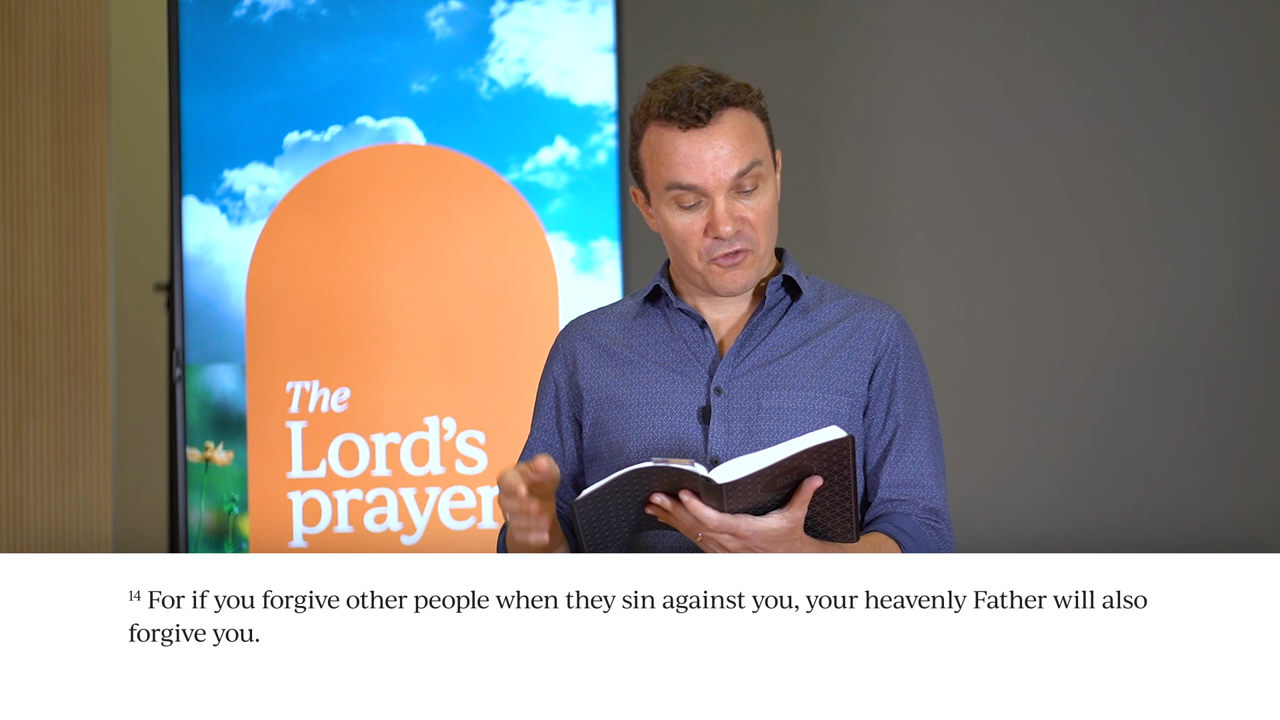 The
Lord's
prayer
14 For if you forgive other people when they sin against you, your heavenly Father will also
forgive you.